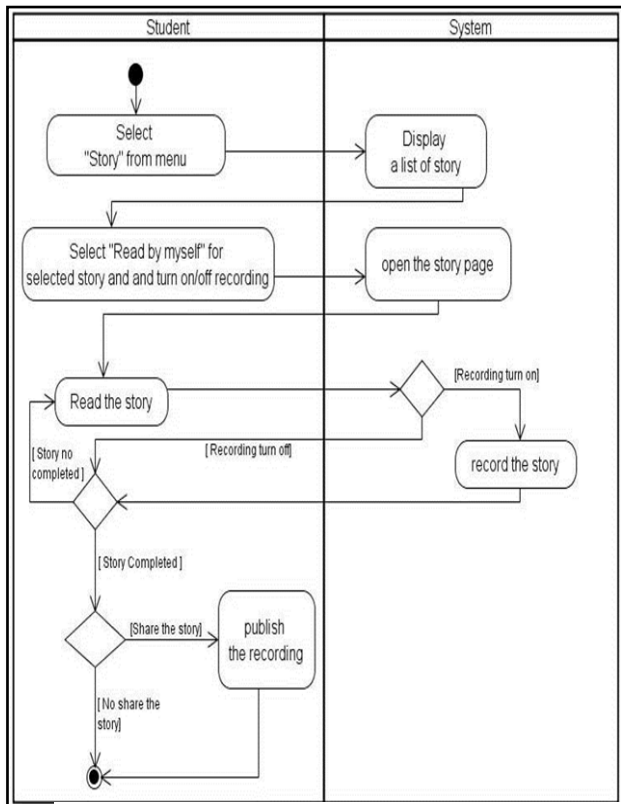 Student
System
Select
"Story" from menu
Display
a list of story
Select "Read by myself" for
selected story and and turn on/off recording
open the story page
Read the story
[Recording turn on]
[ Story no
completed ]
[ Recording turn off]
record the story
[ Story Completed ]
[Share the story]
publish
the recording
[ No share the
story]